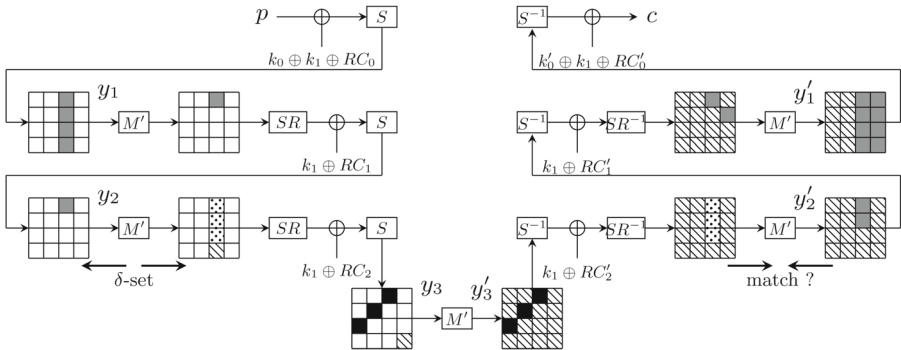 p S S⁻¹ c
k₀ ⊕ k₁ ⊕ RC₀ k′₀ ⊕ k₁ ⊕ RC′₀
y₁ M′ SR S S⁻¹ SR⁻¹ M′ y′₁
k₁ ⊕ RC₁ k₁ ⊕ RC′₁
y₂ M′ SR S S⁻¹ SR⁻¹ M′ y′₂
k₁ ⊕ RC₂ k₁ ⊕ RC′₂
δ-set match ?
y₃ M′ y′₃